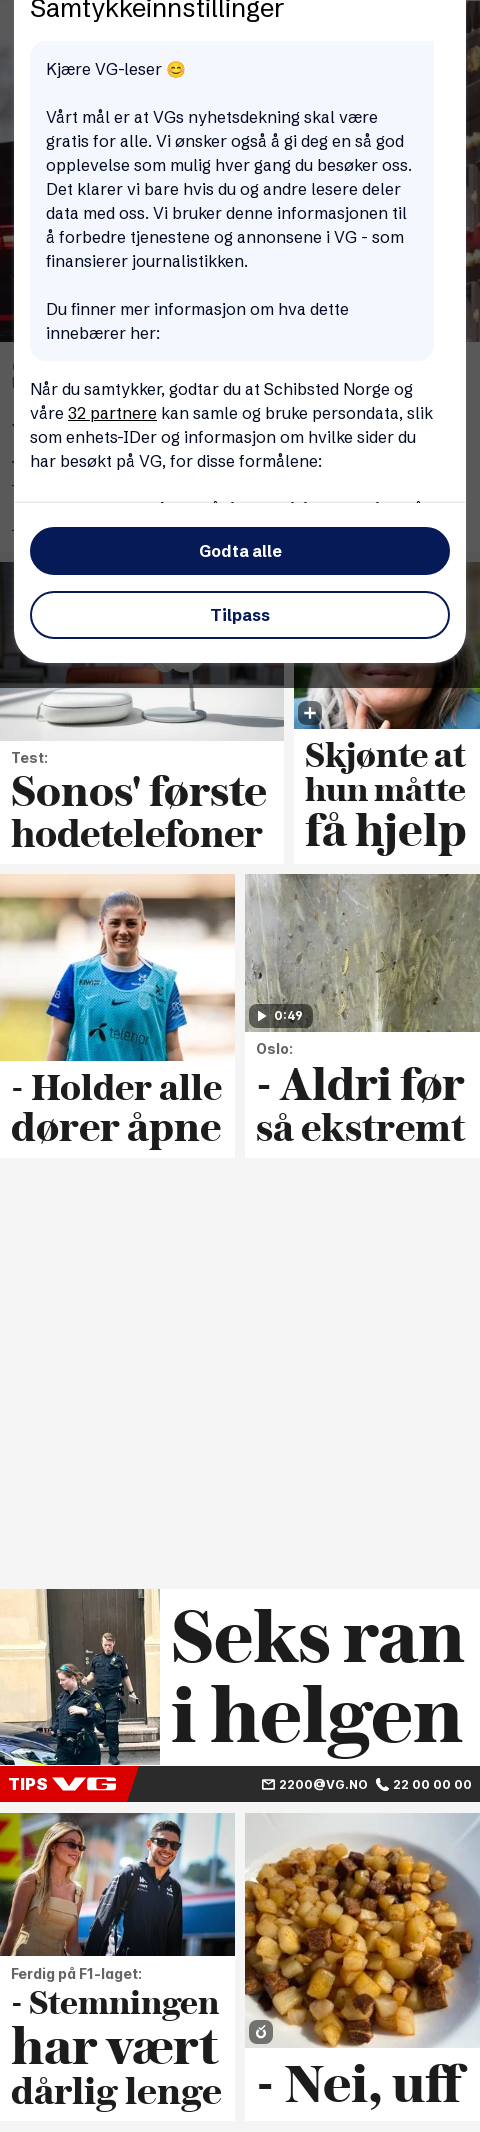 Samtykkeinnstillinger
Kjære VG-leser 😊
Vårt mål er at VGs nyhetsdekning skal være
gratis for alle. Vi ønsker også å gi deg en så god
opplevelse som mulig hver gang du besøker oss.
Det klarer vi bare hvis du og andre lesere deler
data med oss. Vi bruker denne informasjonen til
å forbedre tjenestene og annonsene i VG - som
finansierer journalistikken.
Du finner mer informasjon om hva dette
innebærer her:
Når du samtykker, godtar du at Schibsted Norge og
våre 32 partnere kan samle og bruke persondata, slik
som enhets-IDer og informasjon om hvilke sider du
har besøkt på VG, for disse formålene:
Godta alle
Tilpass
Test:
Sonos' første
hodetelefoner
Skjønte at
hun måtte
få hjelp
telenor
- Holder alle
dører åpne
0:49
Oslo:
- Aldri før
så ekstremt
Seks ran
i helgen
TIPS VG
2200@VG.NO 22 00 00 00
Ferdig på F1-laget:
- Stemningen
har vært
dårlig lenge
- Nei, uff